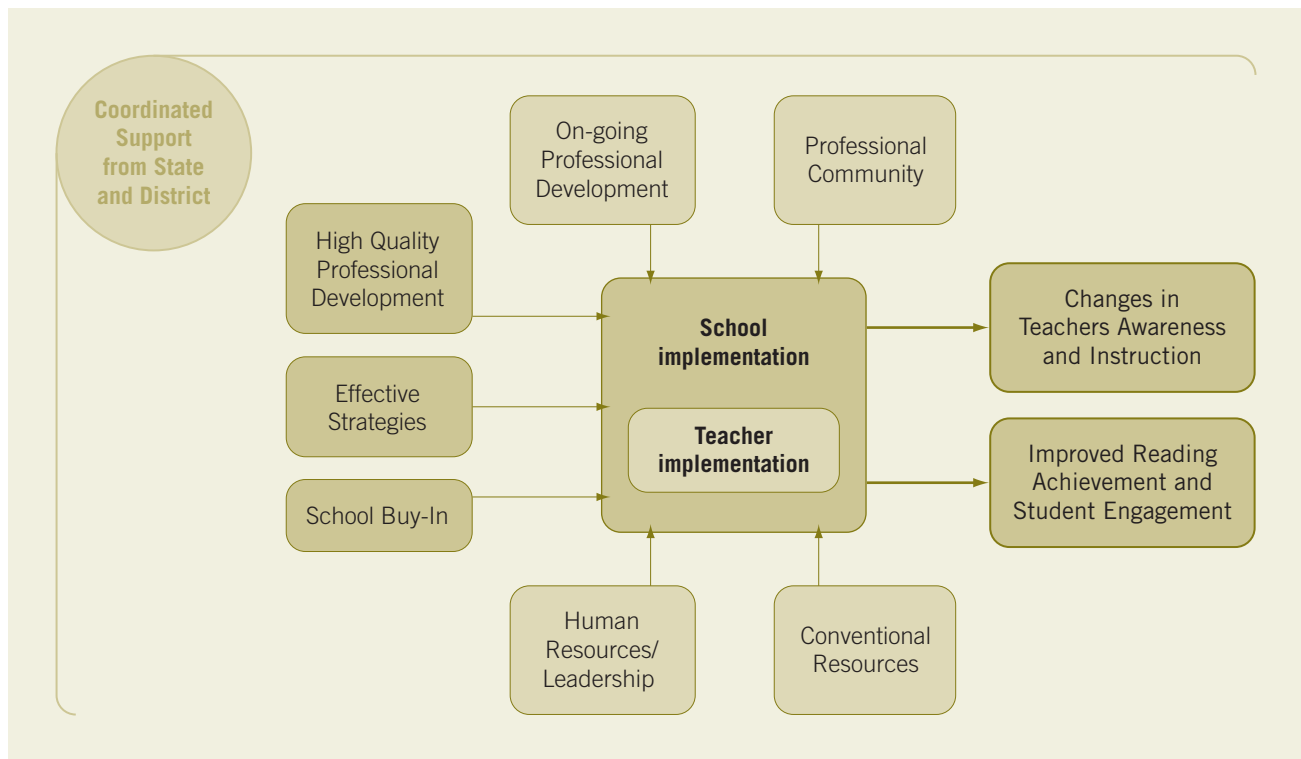 Coordinated
Support
from State
and District
On-going
Professional
Development
Professional
Community
High Quality
Professional
Development
Effective
Strategies
School Buy-In
School
implementation
Teacher
implementation
Changes in
Teachers Awareness
and Instruction
Improved Reading
Achievement and
Student Engagement
Human
Resources/
Leadership
Conventional
Resources